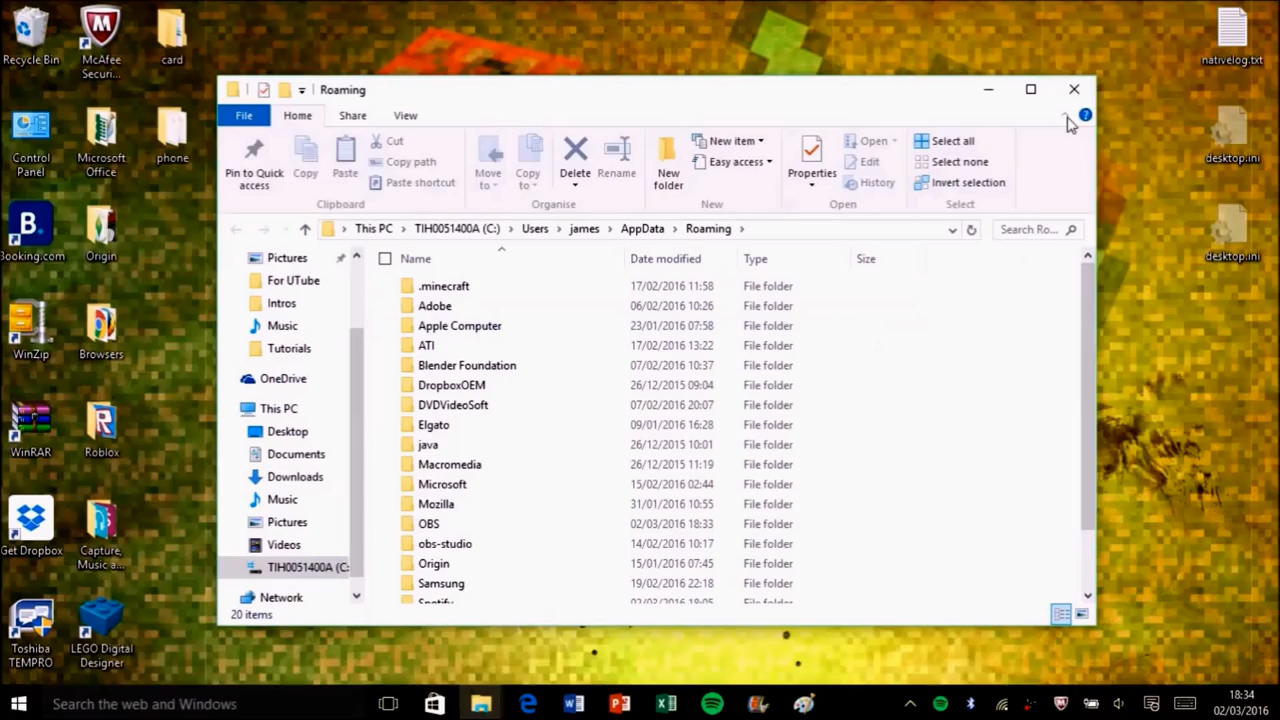 Recycle Bin
McAfee
Securi...
card
Control
Panel
Microsoft
Office
phone
Booking.com
Origin
WinZip
Browsers
WinRAR
Roblox
Get Dropbox
Capture,
Music a...
Toshiba
TEMPRO
LEGO Digital
Designer
nativelog.txt
desktop.ini
desktop.ini
Roaming
File
Home
Share
View
Pin to Quick
access
Copy
Paste
Cut
Copy path
Paste shortcut
Clipboard
Move
to
Copy
to
Delete
Rename
Organise
New
folder
New item
Easy access
New
Properties
Open
Edit
History
Open
Select all
Select none
Invert selection
Select
This PC > TIH0051400A (C:) > Users > james > AppData > Roaming >
Search Ro...
Pictures
For UTube
Intros
Music
Tutorials
OneDrive
This PC
Desktop
Documents
Downloads
Music
Pictures
Videos
TIH0051400A (C:
Network
Name Date modified Type Size
.minecraft 17/02/2016 11:58 File folder
Adobe 06/02/2016 10:26 File folder
Apple Computer 23/01/2016 07:58 File folder
ATI 17/02/2016 13:22 File folder
Blender Foundation 07/02/2016 10:37 File folder
DropboxOEM 26/12/2015 09:04 File folder
DVDVideoSoft 07/02/2016 20:07 File folder
Elgato 09/01/2016 16:28 File folder
java 26/12/2015 10:01 File folder
Macromedia 26/12/2015 11:19 File folder
Microsoft 15/02/2016 02:44 File folder
Mozilla 31/01/2016 10:55 File folder
OBS 02/03/2016 18:33 File folder
obs-studio 14/02/2016 10:17 File folder
Origin 15/01/2016 07:45 File folder
Samsung 19/02/2016 22:18 File folder
Spotify 02/03/2016 18:05 File folder
20 items
Search the web and Windows
18:34
02/03/2016